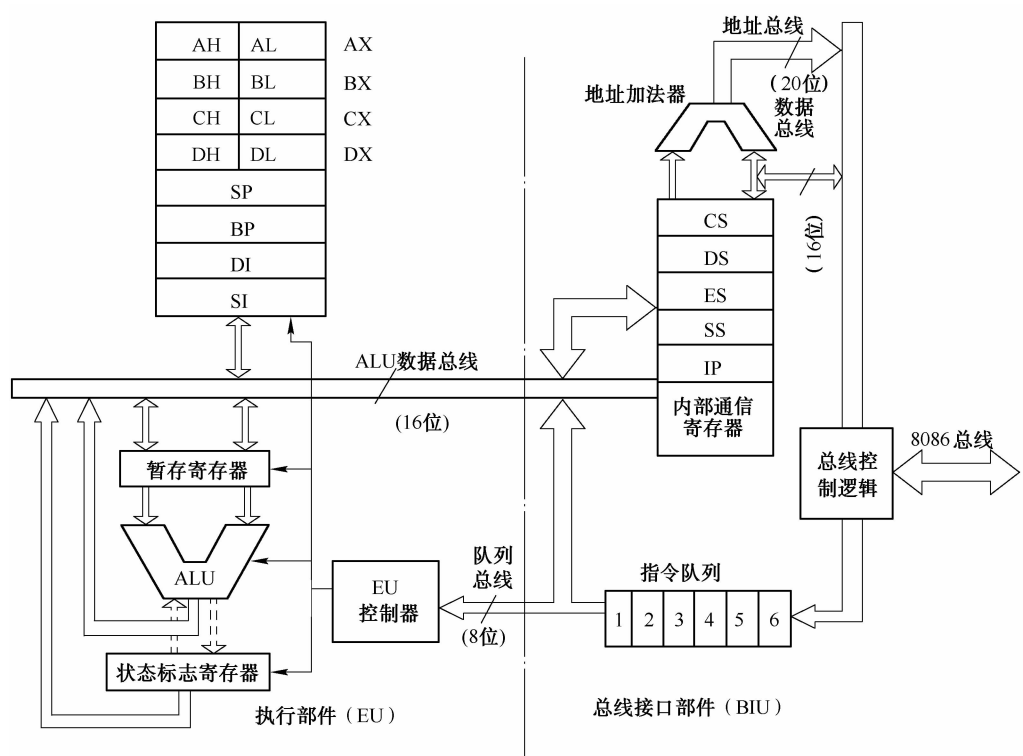 AH AL AX
BH BL BX
CH CL CX
DH DL DX
SP
BP
DI
SI
地址总线
(20位)
地址加法器
数据
总线
(16位)
CS
DS
ES
SS
IP
内部通信
寄存器
ALU数据总线
(16位)
暂存寄存器
ALU
状态标志寄存器
EU
控制器
队列
总线
(8位)
指令队列
1 2 3 4 5 6
总线控
制逻辑
8086总线
执行部件(EU)
总线接口部件(BIU)